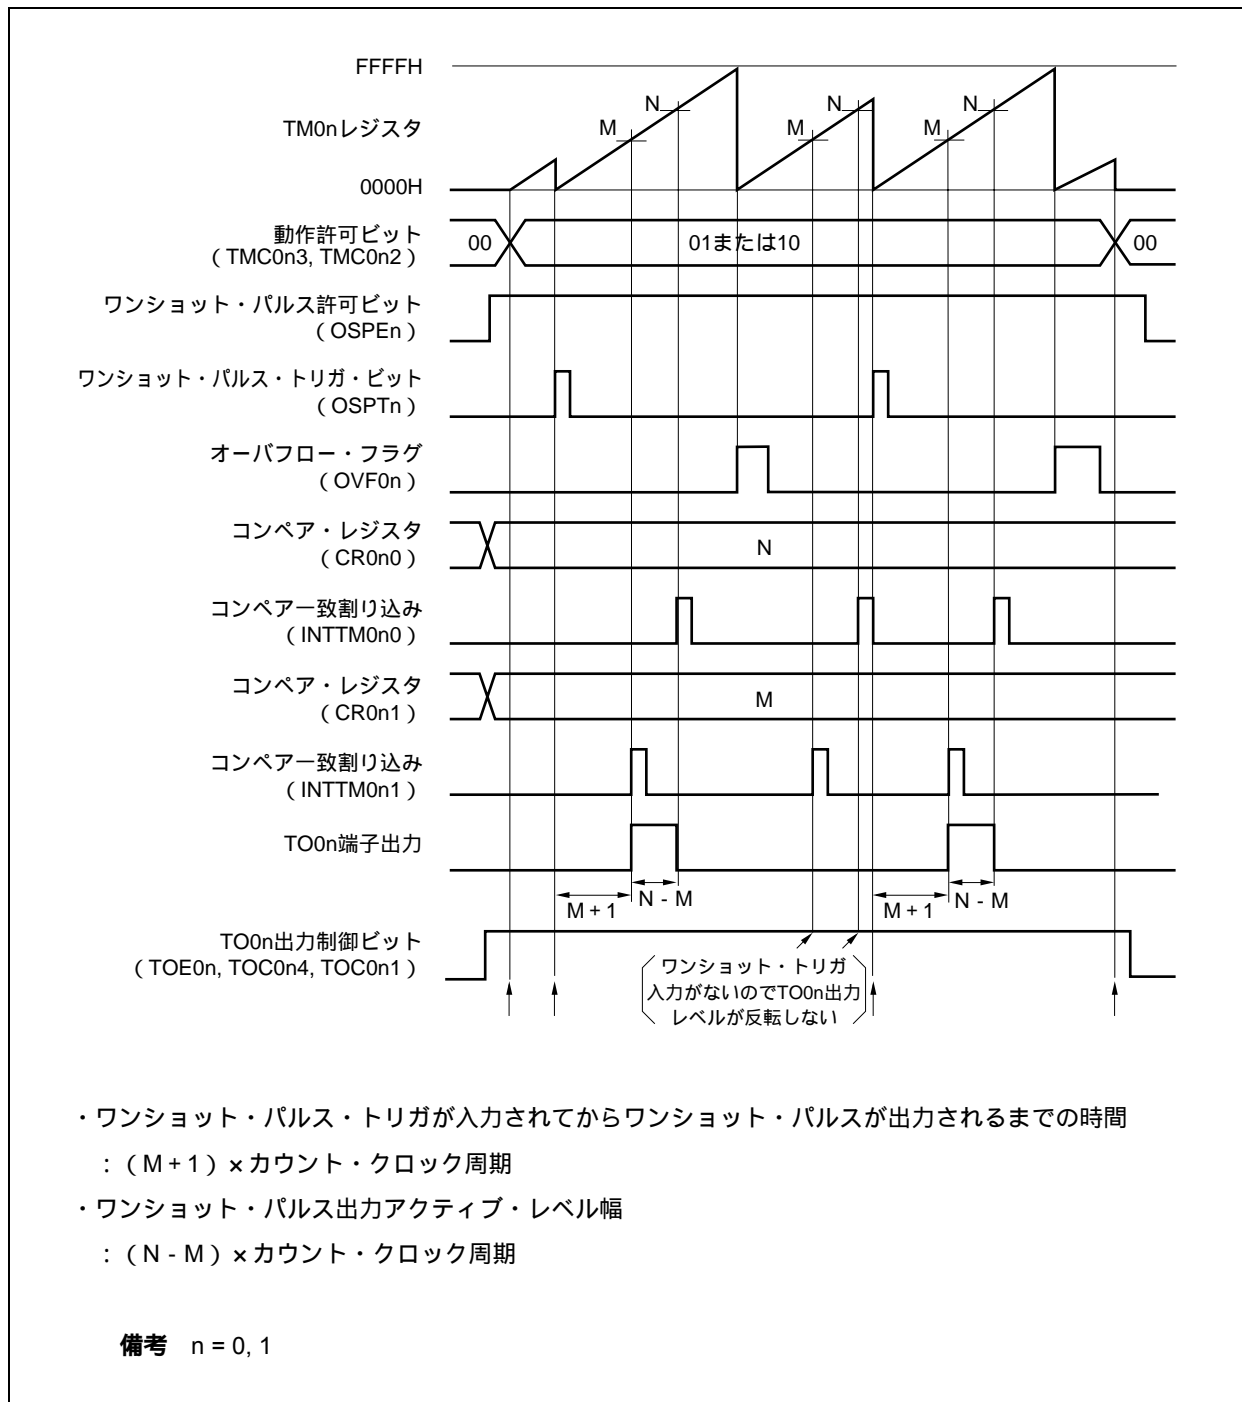 FFFFH
TM0nレジスタ
0000H
N
M
N
M
N
M
動作許可ビット
（TMC0n3, TMC0n2）
00
01または10
00
ワンショット・パルス許可ビット
（OSPEn）
ワンショット・パルス・トリガ・ビット
（OSPTn）
オーバフロー・フラグ
（OVF0n）
コンペア・レジスタ
（CR0n0）
N
コンペア一致割り込み
（INTTM0n0）
コンペア・レジスタ
（CR0n1）
M
コンペア一致割り込み
（INTTM0n1）
TO0n端子出力
M + 1
N - M
M + 1
N - M
TO0n出力制御ビット
（TOE0n, TOC0n4, TOC0n1）
ワンショット・トリガ
入力がないのでTO0n出力
レベルが反転しない
・ワンショット・パルス・トリガが入力されてからワンショット・パルスが出力されるまでの時間
：（M + 1）×カウント・クロック周期
・ワンショット・パルス出力アクティブ・レベル幅
：（N - M）×カウント・クロック周期
備考 n = 0, 1